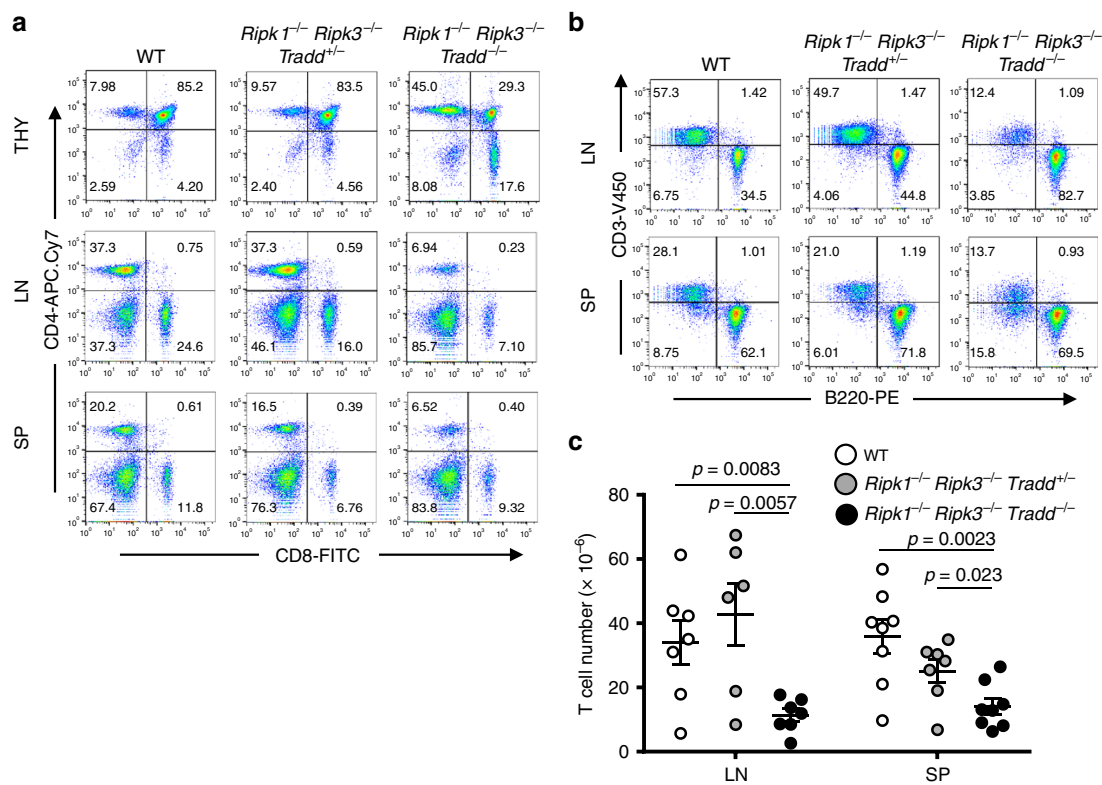 a
WT
Ripk1–/– Ripk3–/–
Tradd+/–
Ripk1–/– Ripk3–/–
Tradd–/–
THY
7.98 85.2
2.59 4.20
9.57 83.5
2.40 4.56
45.0 29.3
8.08 17.6
LN
37.3 0.75
37.3 24.6
37.3 0.59
46.1 16.0
6.94 0.23
85.7 7.10
SP
20.2 0.61
67.4 11.8
16.5 0.39
76.3 6.76
6.52 0.40
83.8 9.32
CD4-APC.Cy7
CD8-FITC
b
WT
Ripk1–/– Ripk3–/–
Tradd+/–
Ripk1–/– Ripk3–/–
Tradd–/–
LN
57.3 1.42
6.75 34.5
49.7 1.47
4.06 44.8
12.4 1.09
3.85 82.7
SP
28.1 1.01
8.75 62.1
21.0 1.19
6.01 71.8
13.7 0.93
15.8 69.5
CD3-V450
B220-PE
c
WT
Ripk1–/– Ripk3–/– Tradd+/–
Ripk1–/– Ripk3–/– Tradd–/–
p = 0.0083
p = 0.0057
p = 0.0023
p = 0.023
T cell number (× 10–6)
80
60
40
20
0
LN SP